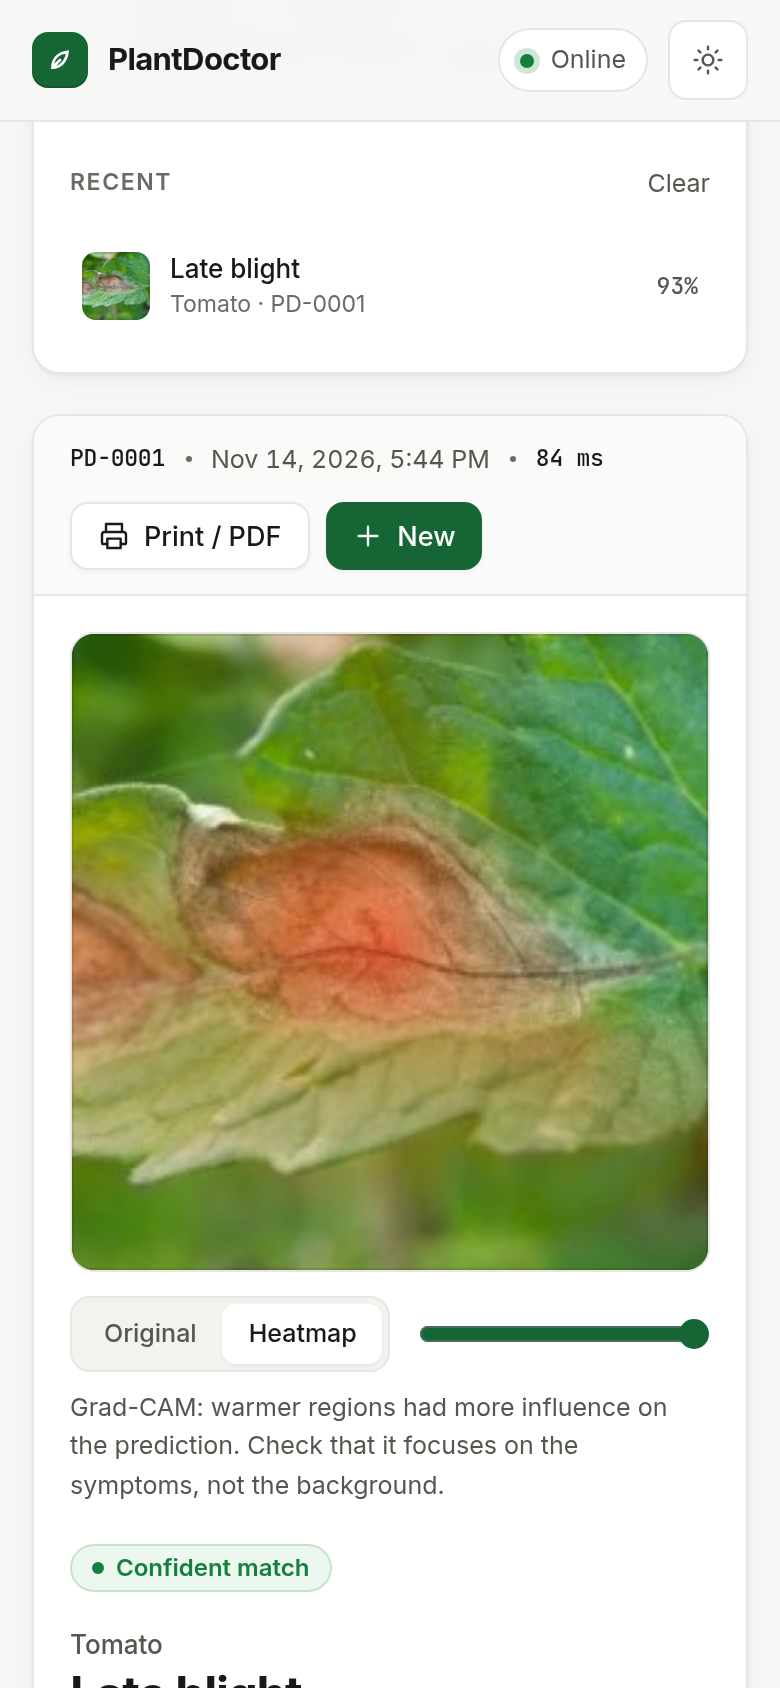 PlantDoctor
Online
RECENT
Clear
Late blight
Tomato · PD-0001
93%
PD-0001 • Nov 14, 2026, 5:44 PM • 84 ms
Print / PDF
New
Original
Heatmap
Grad-CAM: warmer regions had more influence on
the prediction. Check that it focuses on the
symptoms, not the background.
Confident match
Tomato
Late blight